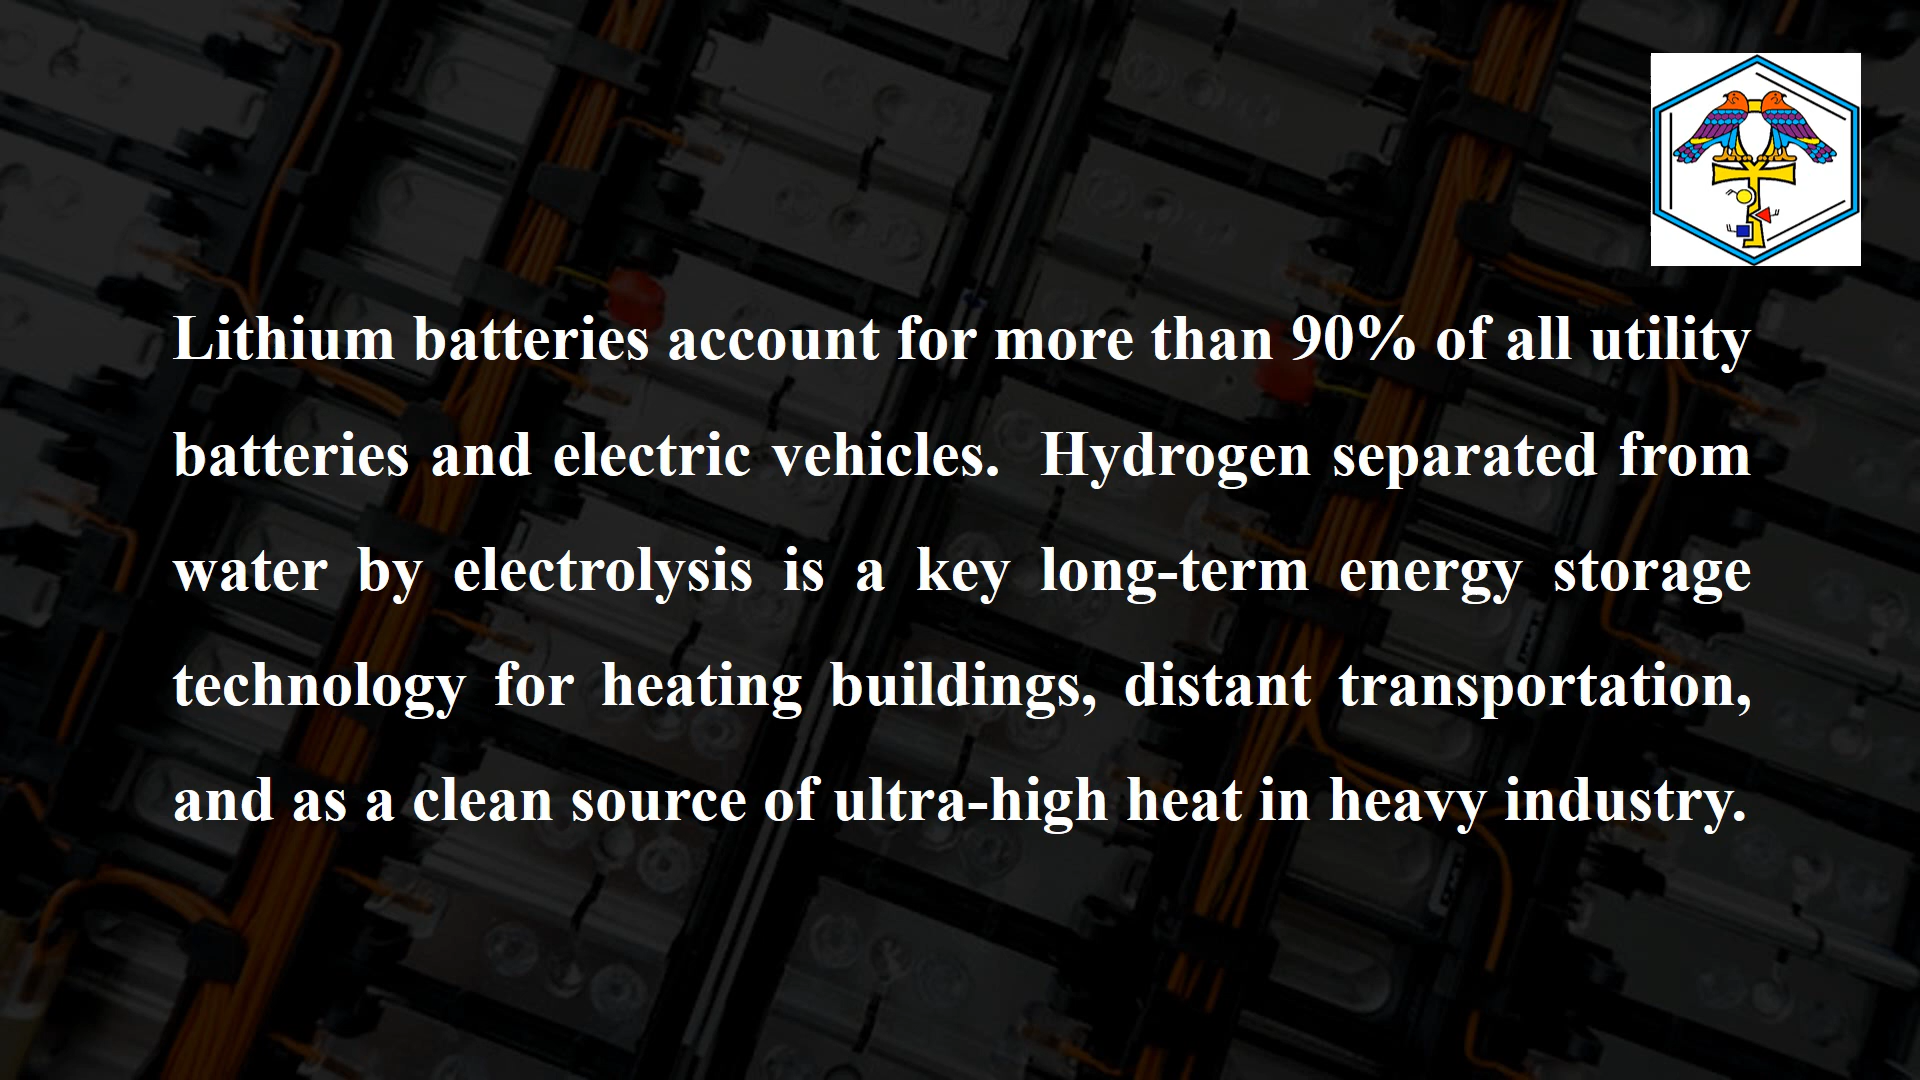 Lithium batteries account for more than 90% of all utility
batteries and electric vehicles.  Hydrogen separated from
water by electrolysis is a key long-term energy storage
technology for heating buildings, distant transportation,
and as a clean source of ultra-high heat in heavy industry.